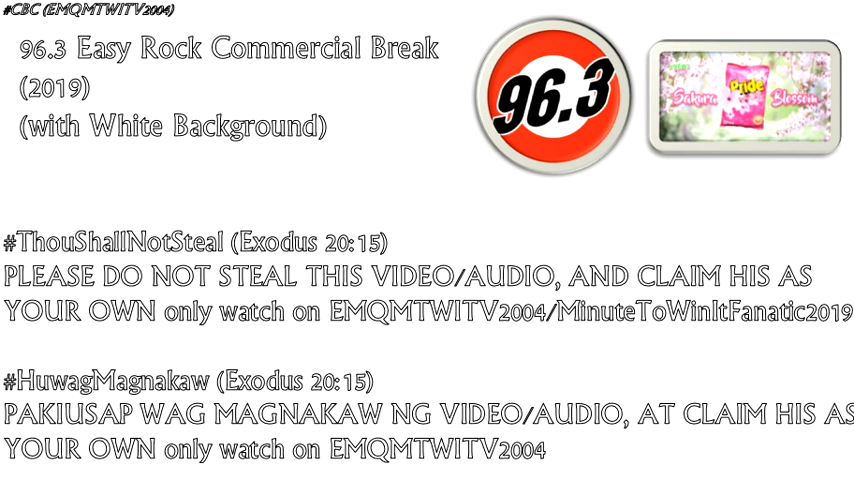 #CBC (EMQMTWITV2004)
96.3 Easy Rock Commercial Break
(2019)
(with White Background)
96.3
Pride
Sakura Blossom
#ThouShallNotSteal (Exodus 20:15)
PLEASE DO NOT STEAL THIS VIDEO/AUDIO, AND CLAIM HIS AS
YOUR OWN only watch on EMQMTWITV2004/MinuteToWinItFanatic2019
#HuwagMagnakaw (Exodus 20:15)
PAKIUSAP WAG MAGNAKAW NG VIDEO/AUDIO, AT CLAIM HIS AS
YOUR OWN only watch on EMQMTWITV2004